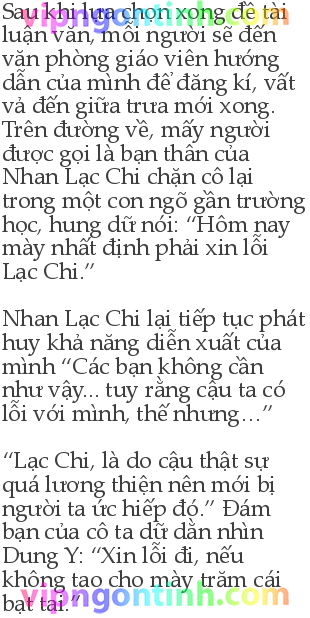 Sau khi lựa chọn xong đề tài
vipngontinh.com
luận văn, mỗi người sẽ đến
văn phòng giáo viên hướng
dẫn của mình để đăng kí, vất
vả đến giữa trưa mới xong.
Trên đường về, mấy người
được gọi là bạn thân của
Nhan Lạc Chi chặn cô lại
trong một con ngõ gần trường
học, hung dữ nói: “Hôm nay
mày nhất định phải xin lỗi
Lạc Chi.”
Nhan Lạc Chi lại tiếp tục phát
huy khả năng diễn xuất của
mình “Các bạn không cần
như vậy... tuy rằng cậu ta có
lỗi với mình, thế nhưng...”
“Lạc Chi, là do cậu thật sự
quá lương thiện nên mới bị
người ta ức hiếp đó.” Đám
bạn của cô ta dữ dằn nhìn
Dung Y: “Xin lỗi đi, nếu
không tao cho mày trăm cái
bạt tai.”
vipngontinh.com